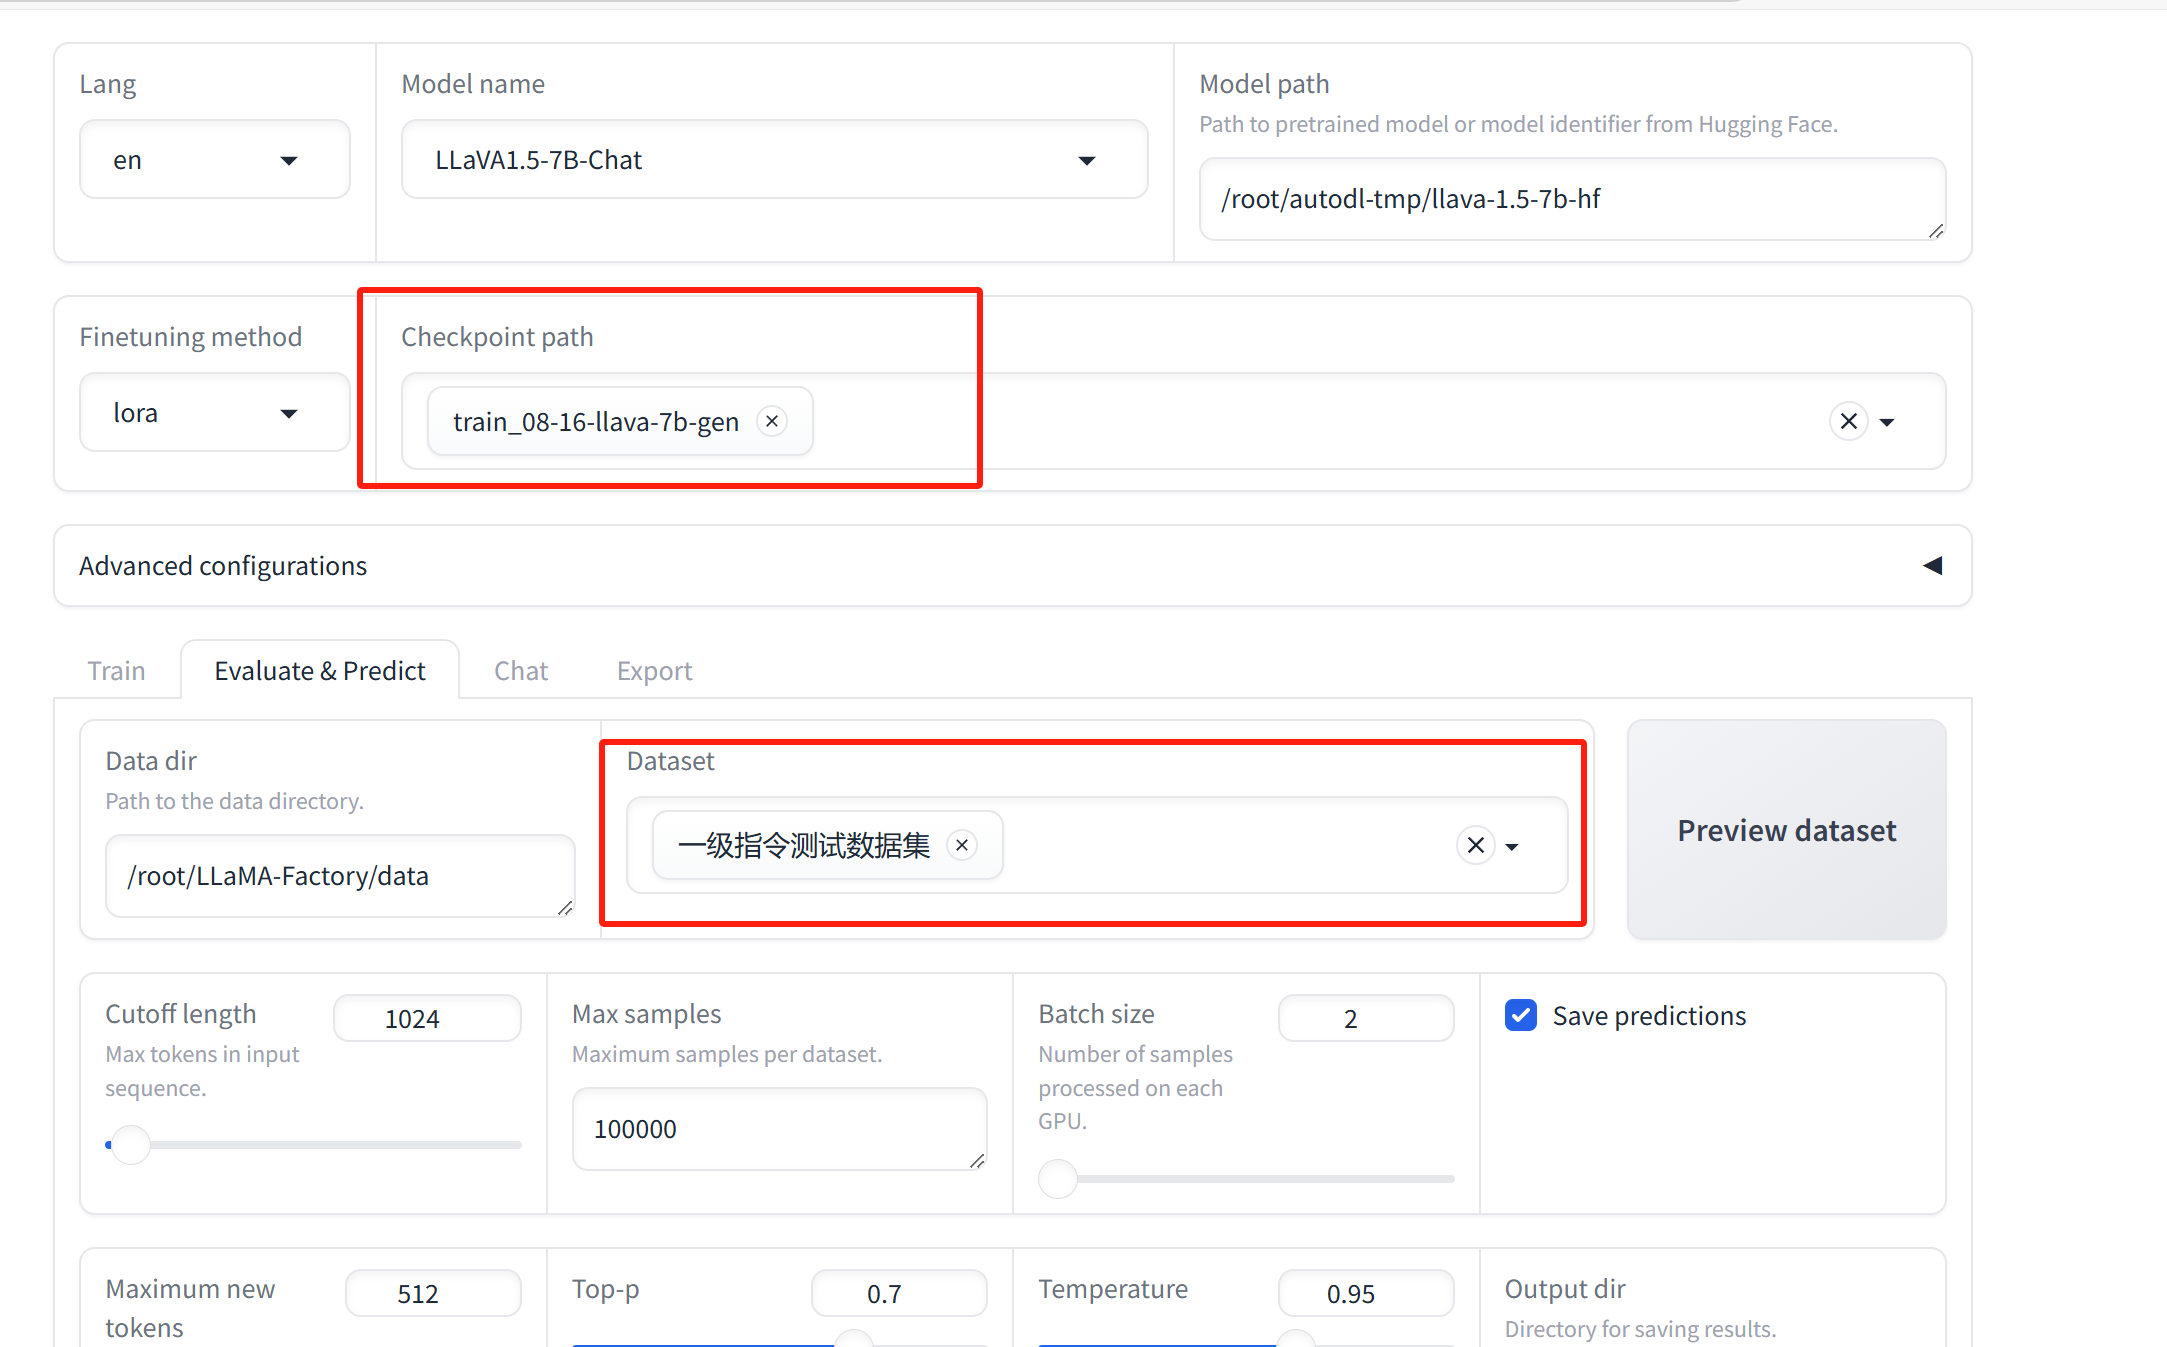 Lang
en
Model name
LLaVA1.5-7B-Chat
Model path
Path to pretrained model or model identifier from Hugging Face.
/root/autodl-tmp/llava-1.5-7b-hf
Finetuning method
lora
Checkpoint path
train_08-16-llava-7b-gen
Advanced configurations
Train
Evaluate & Predict
Chat
Export
Data dir
Path to the data directory.
/root/LLaMA-Factory/data
Dataset
一级指令测试数据集
Preview dataset
Cutoff length
1024
Max tokens in input
sequence.
Max samples
Maximum samples per dataset.
100000
Batch size
2
Number of samples
processed on each
GPU.
Save predictions
Maximum new
tokens
512
Top-p
0.7
Temperature
0.95
Output dir
Directory for saving results.